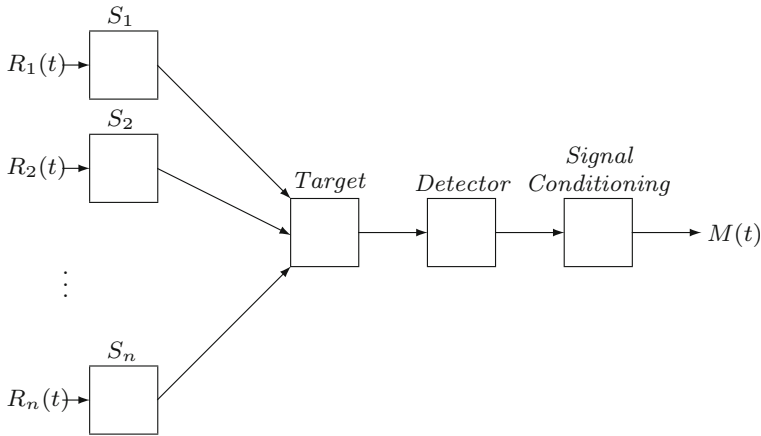 S₁
R₁(t)
S₂
R₂(t)
Target
Detector
Signal
Conditioning
M(t)
⋮
Sₙ
Rₙ(t)